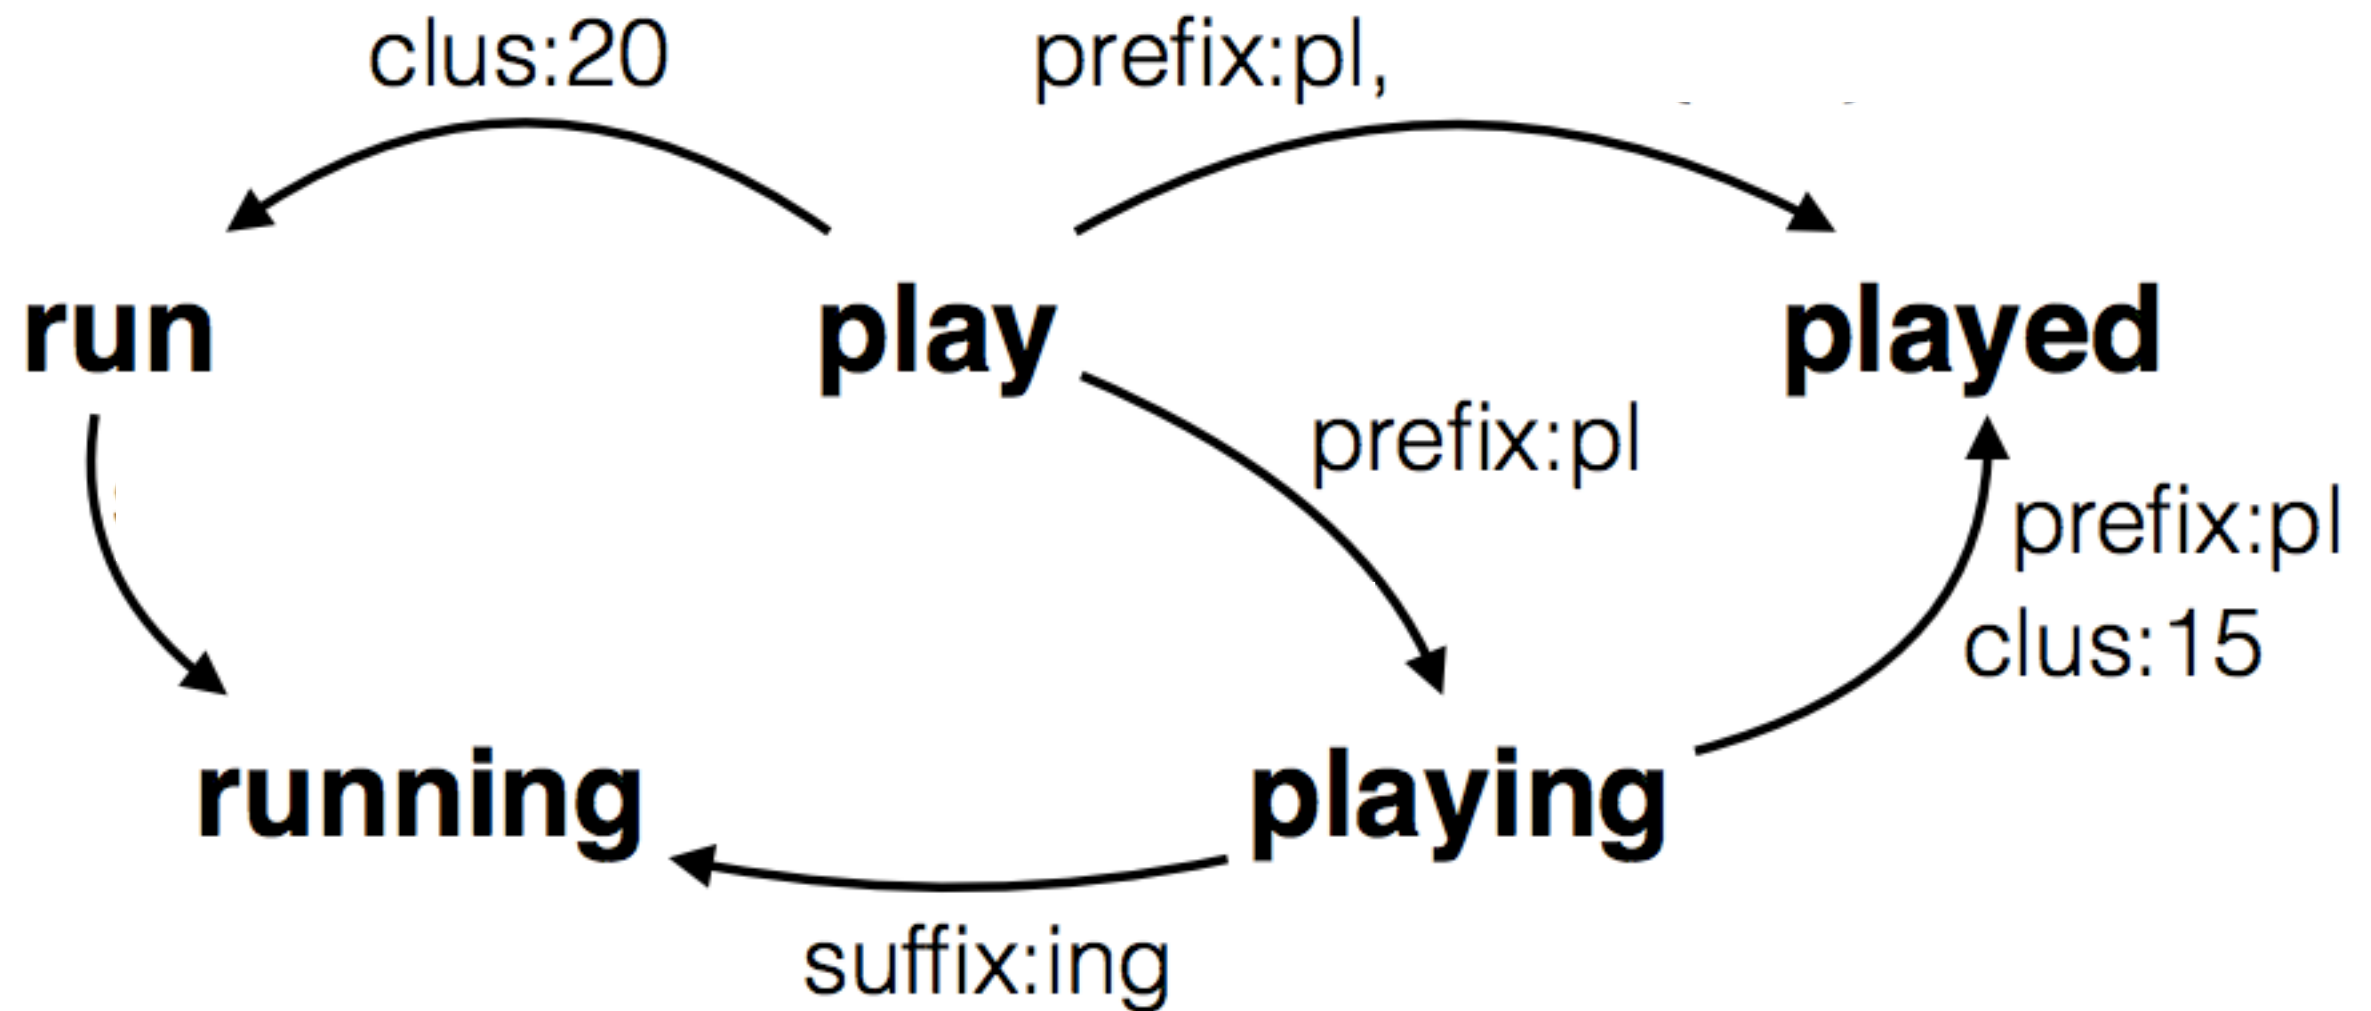 clus:20
prefix:pl,
run
play
played
prefix:pl
prefix:pl
clus:15
running
playing
suffix:ing